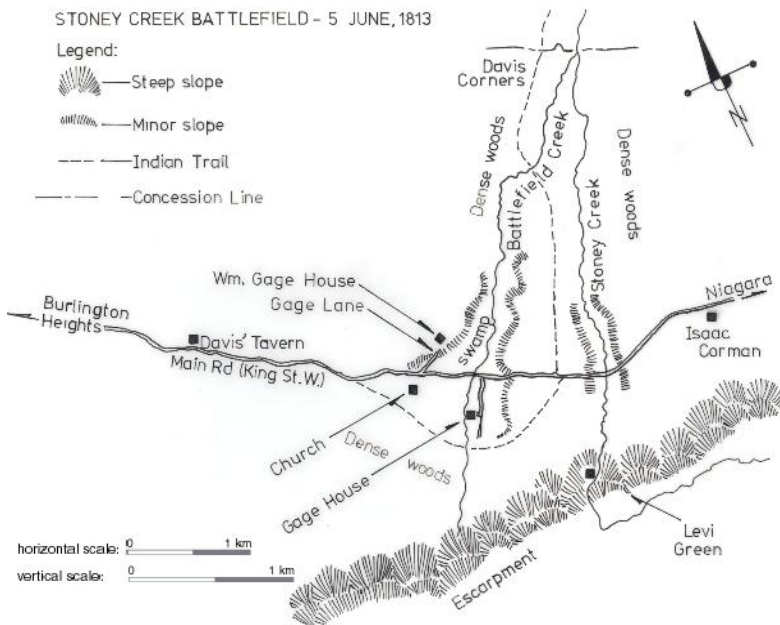 STONEY CREEK BATTLEFIELD - 5 JUNE, 1813
Legend:
Steep slope
Minor slope
Indian Trail
Concession Line
Davis
Corners
N
Dense woods
Battlefield Creek
Dense woods
Stoney Creek
Wm. Gage House
Gage Lane
swamp
Niagara
Burlington
Heights
Davis' Tavern
Main Rd (King St.W.)
Isaac
Corman
Church
Dense woods
Gage House
Levi
Green
Escarpment
horizontal scale: 0 1 km
vertical scale: 0 1 km